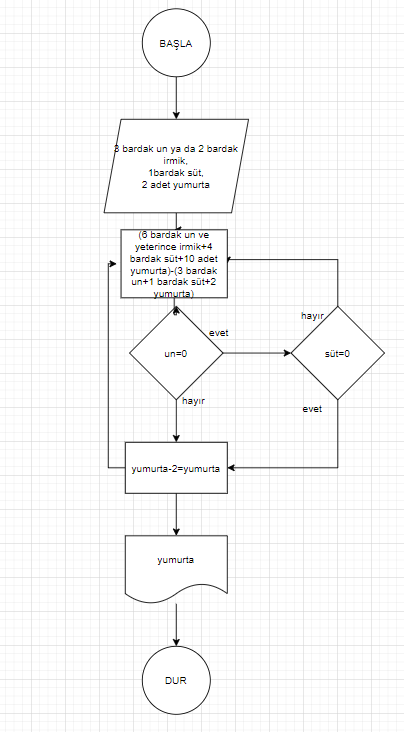 BAŞLA
3 bardak un ya da 2 bardak
irmik,
1bardak süt,
2 adet yumurta
(6 bardak un ve
yeterince irmik+4
bardak süt+10 adet
yumurta)-(3 bardak
un+1 bardak süt+2
yumurta)
evet
hayır
un=0
süt=0
hayır
evet
yumurta-2=yumurta
yumurta
DUR